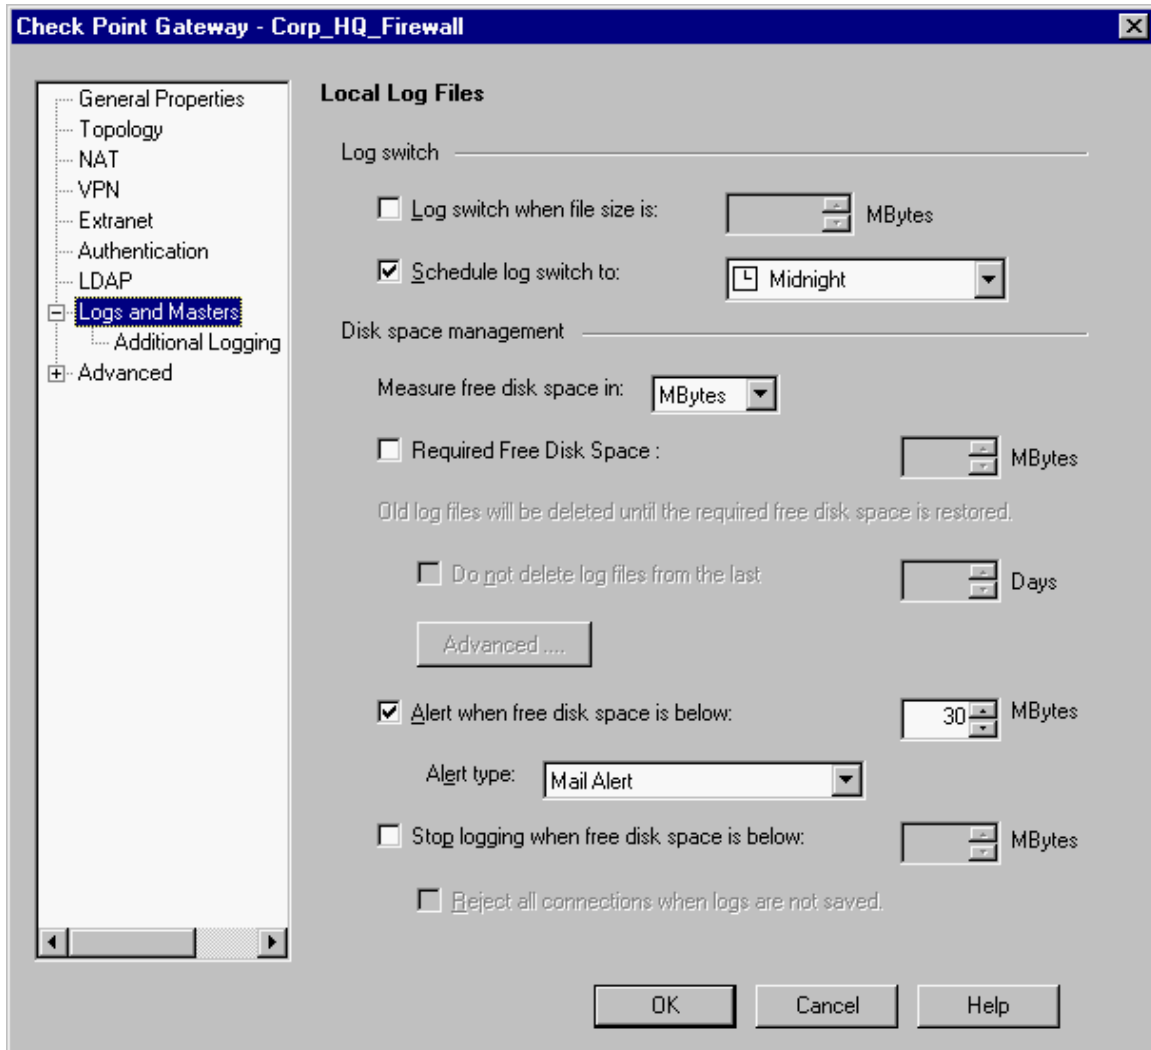 Check Point Gateway - Corp_HQ_Firewall
General Properties
Topology
NAT
VPN
Extranet
Authentication
LDAP
Logs and Masters
Additional Logging
Advanced
Local Log Files
Log switch
Log switch when file size is: MBytes
Schedule log switch to: Midnight
Disk space management
Measure free disk space in: MBytes
Required Free Disk Space : MBytes
Old log files will be deleted until the required free disk space is restored.
Do not delete log files from the last Days
Advanced ....
Alert when free disk space is below: 30 MBytes
Alert type: Mail Alert
Stop logging when free disk space is below: MBytes
Reject all connections when logs are not saved.
OK Cancel Help